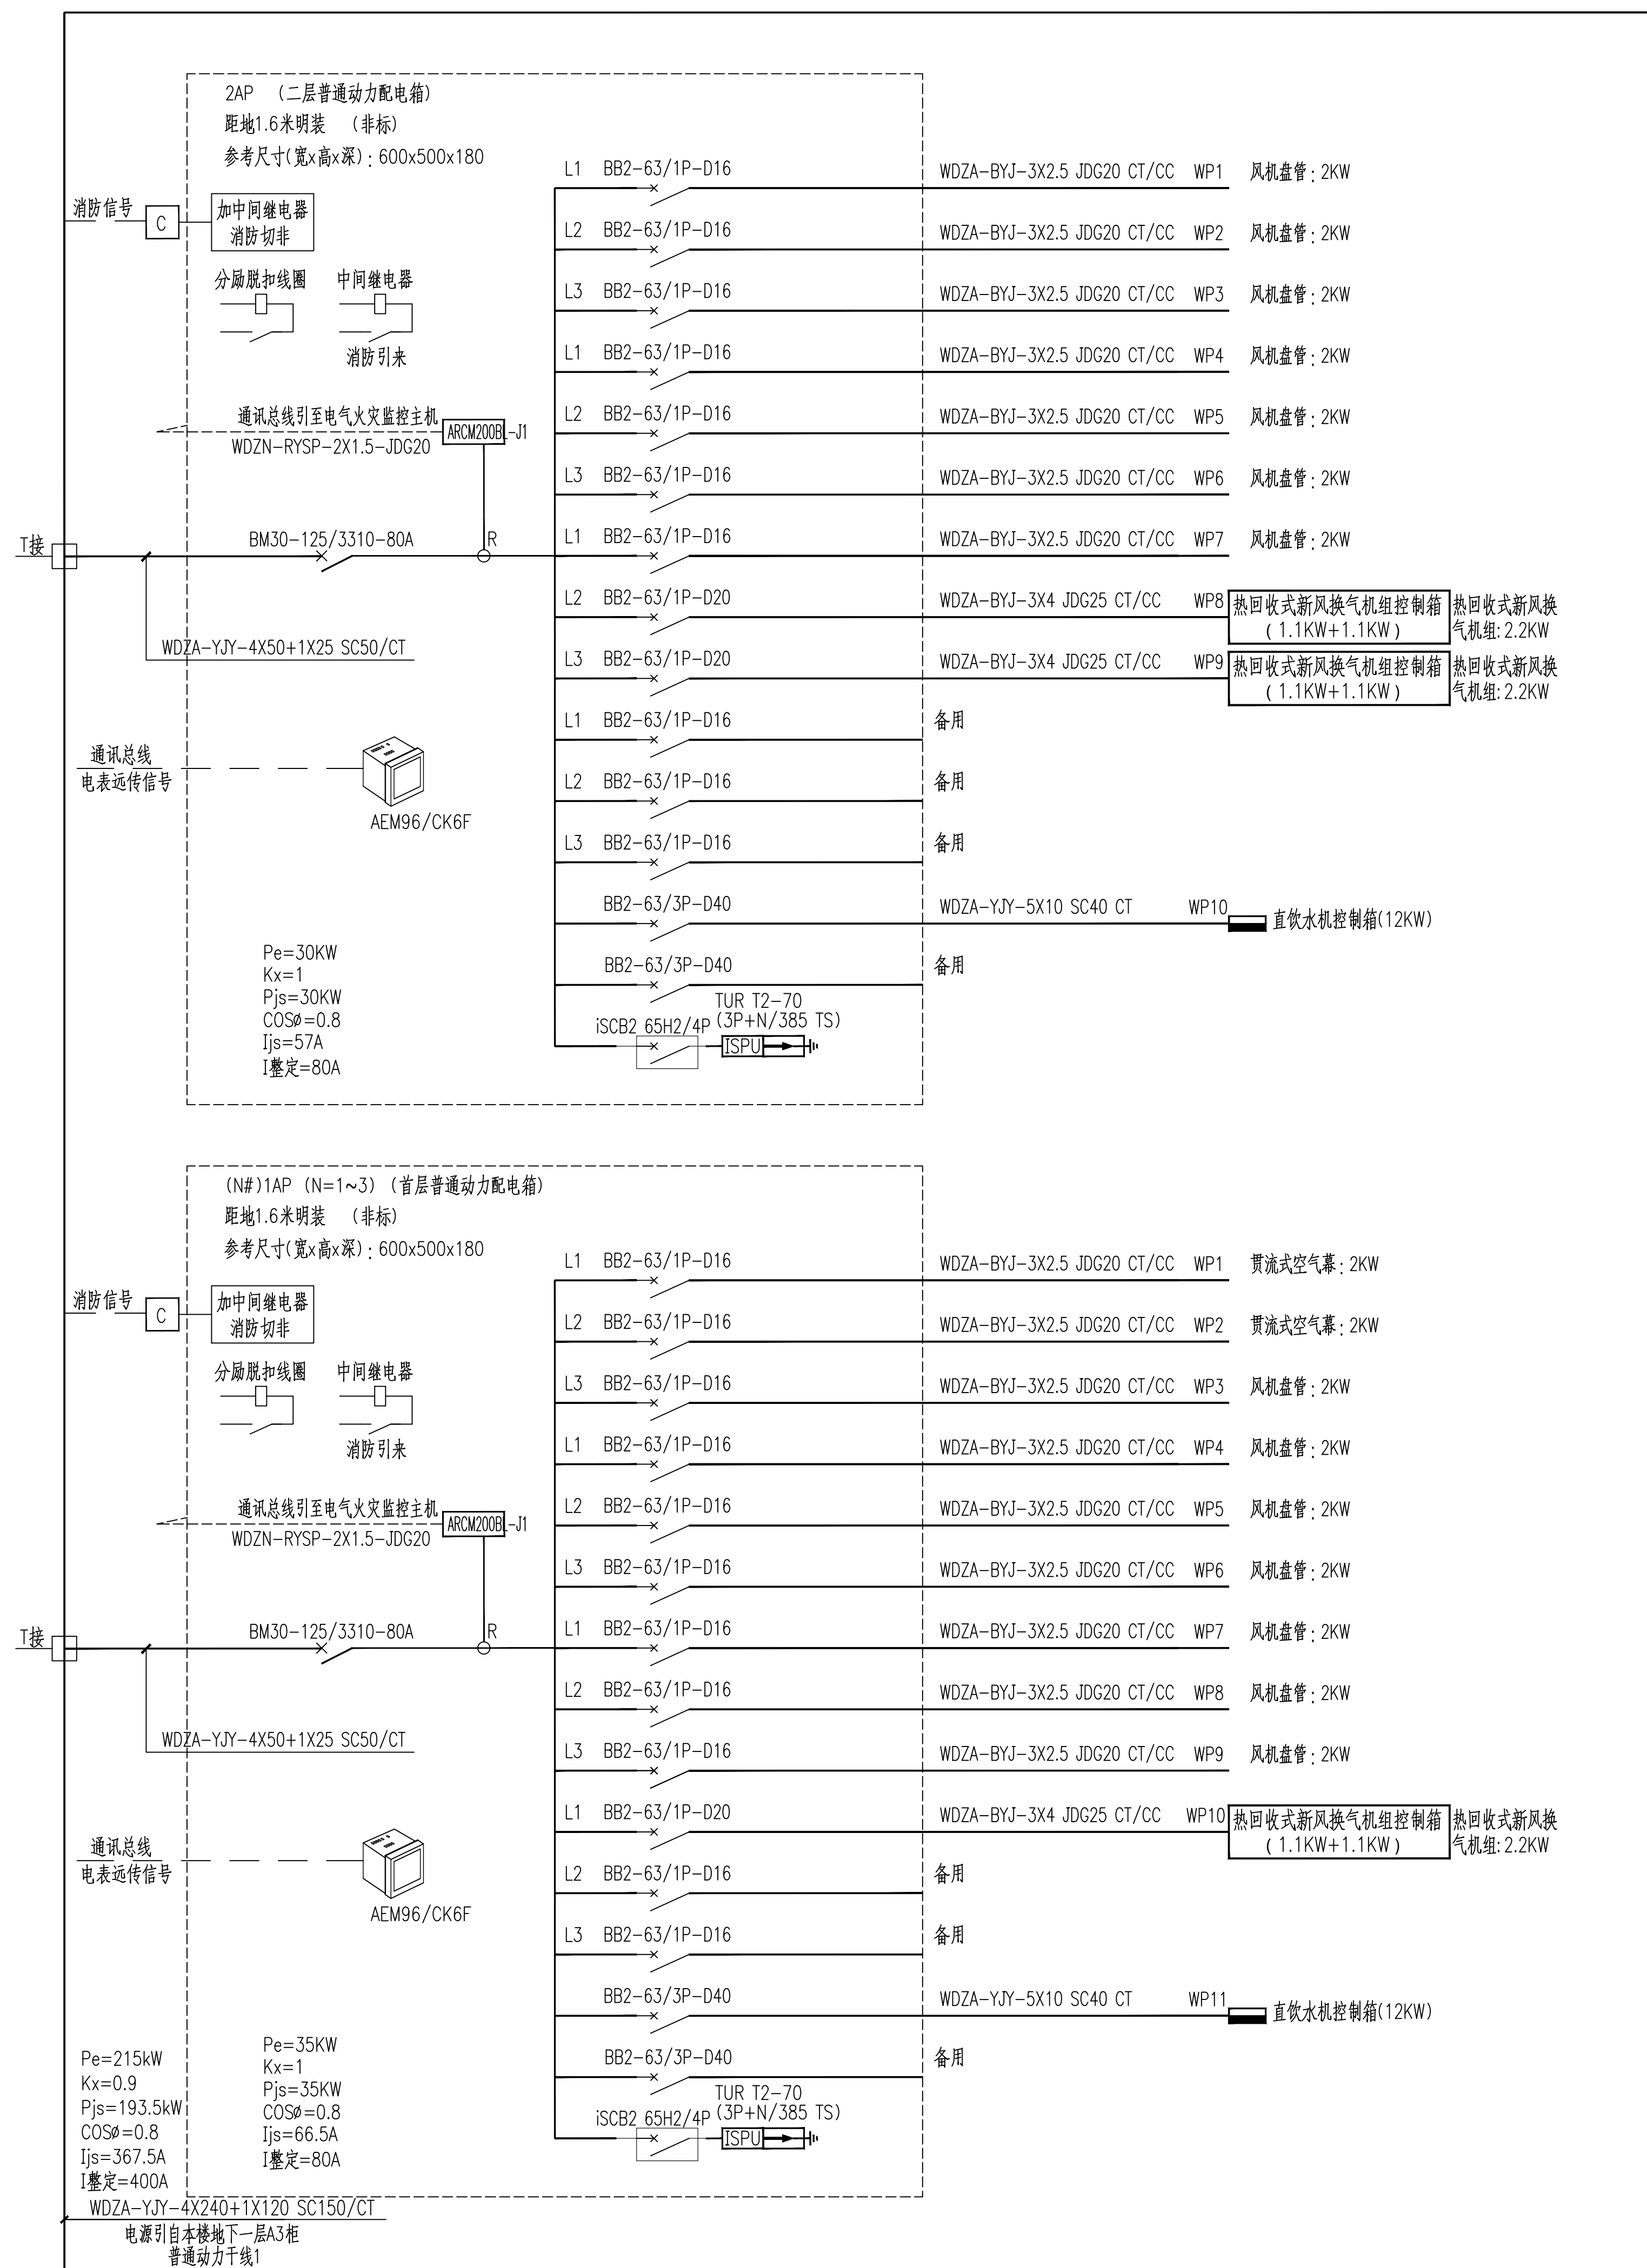 2AP (二层普通动力配电箱)
距地1.6米明装 (非标)
参考尺寸(宽x高x深):600x500x180
消防信号
C
加中间继电器
消防切非
分励脱扣线圈
中间继电器
消防引来
通讯总线引至电气火灾监控主机
WDZN-RYSP-2X1.5-JDG20
ARCM200BL-J1
T接
BM30-125/3310-80A
R
WDZA-YJY-4X50+1X25 SC50/CT
通讯总线
电表远传信号
AEM96/CK6F
Pe=30KW
Kx=1
Pjs=30KW
COSø=0.8
Ijs=57A
I整定=80A
L1 BB2-63/1P-D16 WDZA-BYJ-3X2.5 JDG20 CT/CC WP1 风机盘管:2KW
L2 BB2-63/1P-D16 WDZA-BYJ-3X2.5 JDG20 CT/CC WP2 风机盘管:2KW
L3 BB2-63/1P-D16 WDZA-BYJ-3X2.5 JDG20 CT/CC WP3 风机盘管:2KW
L1 BB2-63/1P-D16 WDZA-BYJ-3X2.5 JDG20 CT/CC WP4 风机盘管:2KW
L2 BB2-63/1P-D16 WDZA-BYJ-3X2.5 JDG20 CT/CC WP5 风机盘管:2KW
L3 BB2-63/1P-D16 WDZA-BYJ-3X2.5 JDG20 CT/CC WP6 风机盘管:2KW
L1 BB2-63/1P-D16 WDZA-BYJ-3X2.5 JDG20 CT/CC WP7 风机盘管:2KW
L2 BB2-63/1P-D20 WDZA-BYJ-3X4 JDG25 CT/CC WP8
热回收式新风换气机组控制箱
(1.1KW+1.1KW)
热回收式新风换
气机组:2.2KW
L3 BB2-63/1P-D20 WDZA-BYJ-3X4 JDG25 CT/CC WP9
热回收式新风换气机组控制箱
(1.1KW+1.1KW)
热回收式新风换
气机组:2.2KW
L1 BB2-63/1P-D16 备用
L2 BB2-63/1P-D16 备用
L3 BB2-63/1P-D16 备用
BB2-63/3P-D40 WDZA-YJY-5X10 SC40 CT WP10 直饮水机控制箱(12KW)
BB2-63/3P-D40 备用
TUR T2-70
iSCB2 65H2/4P (3P+N/385 TS)
ISPU
(N#)1AP (N=1~3) (首层普通动力配电箱)
距地1.6米明装 (非标)
参考尺寸(宽x高x深):600x500x180
消防信号
C
加中间继电器
消防切非
分励脱扣线圈
中间继电器
消防引来
通讯总线引至电气火灾监控主机
WDZN-RYSP-2X1.5-JDG20
ARCM200BL-J1
T接
BM30-125/3310-80A
R
WDZA-YJY-4X50+1X25 SC50/CT
通讯总线
电表远传信号
AEM96/CK6F
Pe=35KW
Kx=1
Pjs=35KW
COSø=0.8
Ijs=66.5A
I整定=80A
L1 BB2-63/1P-D16 WDZA-BYJ-3X2.5 JDG20 CT/CC WP1 贯流式空气幕:2KW
L2 BB2-63/1P-D16 WDZA-BYJ-3X2.5 JDG20 CT/CC WP2 贯流式空气幕:2KW
L3 BB2-63/1P-D16 WDZA-BYJ-3X2.5 JDG20 CT/CC WP3 风机盘管:2KW
L1 BB2-63/1P-D16 WDZA-BYJ-3X2.5 JDG20 CT/CC WP4 风机盘管:2KW
L2 BB2-63/1P-D16 WDZA-BYJ-3X2.5 JDG20 CT/CC WP5 风机盘管:2KW
L3 BB2-63/1P-D16 WDZA-BYJ-3X2.5 JDG20 CT/CC WP6 风机盘管:2KW
L1 BB2-63/1P-D16 WDZA-BYJ-3X2.5 JDG20 CT/CC WP7 风机盘管:2KW
L2 BB2-63/1P-D16 WDZA-BYJ-3X2.5 JDG20 CT/CC WP8 风机盘管:2KW
L3 BB2-63/1P-D16 WDZA-BYJ-3X2.5 JDG20 CT/CC WP9 风机盘管:2KW
L1 BB2-63/1P-D20 WDZA-BYJ-3X4 JDG25 CT/CC WP10
热回收式新风换气机组控制箱
(1.1KW+1.1KW)
热回收式新风换
气机组:2.2KW
L2 BB2-63/1P-D16 备用
L3 BB2-63/1P-D16 备用
BB2-63/3P-D40 WDZA-YJY-5X10 SC40 CT WP11 直饮水机控制箱(12KW)
BB2-63/3P-D40 备用
TUR T2-70
iSCB2 65H2/4P (3P+N/385 TS)
ISPU
Pe=215kW
Kx=0.9
Pjs=193.5kW
COSø=0.8
Ijs=367.5A
I整定=400A
WDZA-YJY-4X240+1X120 SC150/CT
电源引自本楼地下一层A3柜
普通动力干线1